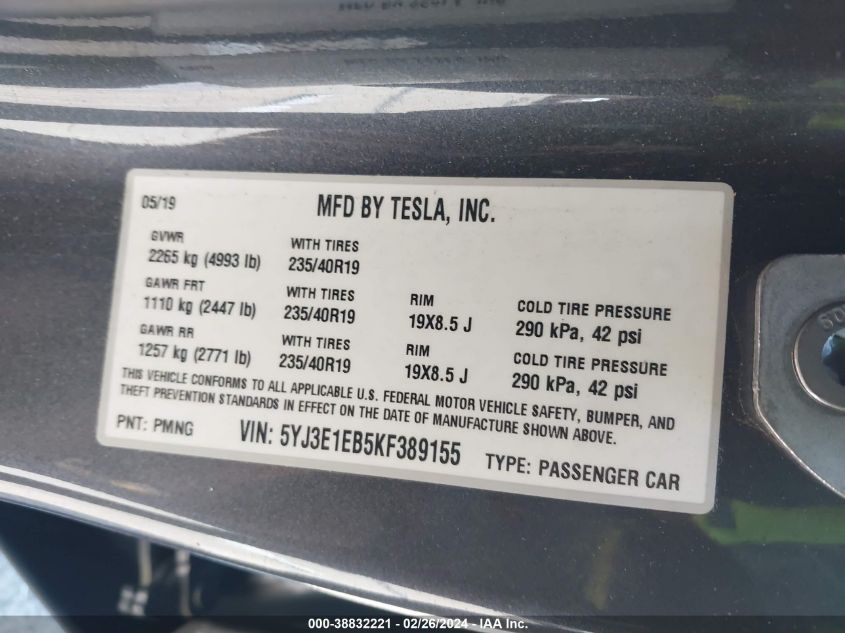 05/19
MFD BY TESLA, INC.
GVWR
2265 kg (4993 lb)
WITH TIRES
235/40R19
GAWR FRT
1110 kg (2447 lb)
WITH TIRES
235/40R19
RIM
19X8.5 J
COLD TIRE PRESSURE
290 kPa, 42 psi
GAWR RR
1257 kg (2771 lb)
WITH TIRES
235/40R19
RIM
19X8.5 J
COLD TIRE PRESSURE
290 kPa, 42 psi
THIS VEHICLE CONFORMS TO ALL APPLICABLE U.S. FEDERAL MOTOR VEHICLE SAFETY, BUMPER, AND
THEFT PREVENTION STANDARDS IN EFFECT ON THE DATE OF MANUFACTURE SHOWN ABOVE.
PNT: PMNG
VIN: 5YJ3E1EB5KF389155
TYPE: PASSENGER CAR
000-38832221 - 02/26/2024 - IAA Inc.